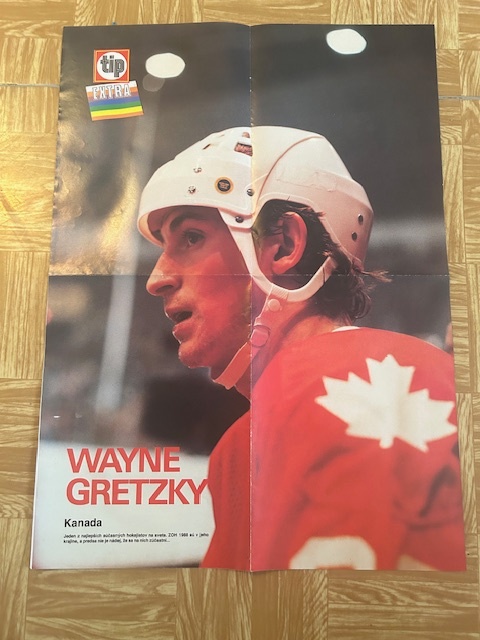 tip
EXTRA
WAYNE
GRETZKY
Kanada
Jeden z najlepších súčasných hokejistov na svete. ZOH 1988 sú v jeho
krajine, a predsa nie je nádej, že sa na nich zúčastní...